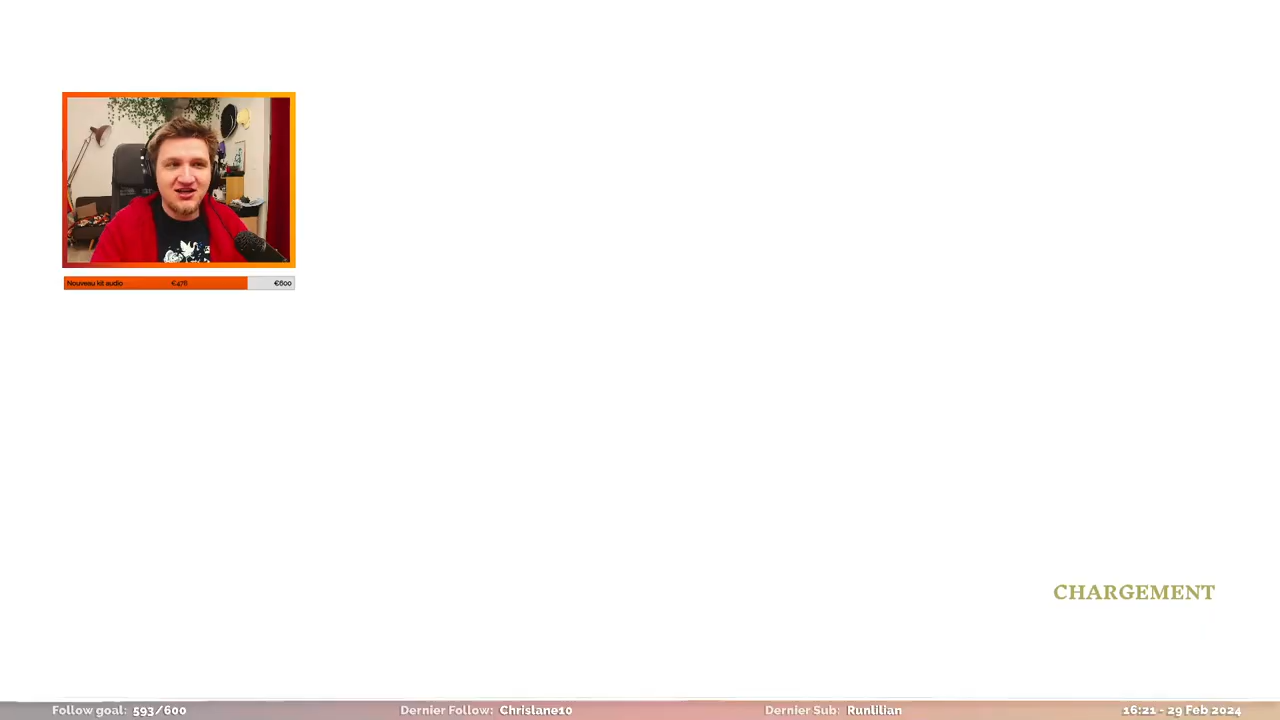 Nouveau kit audio €478 €600
CHARGEMENT
Follow goal: 593/600 Dernier Follow: Chrislane10 Dernier Sub: Runlilian 16:21 - 29 Feb 2024